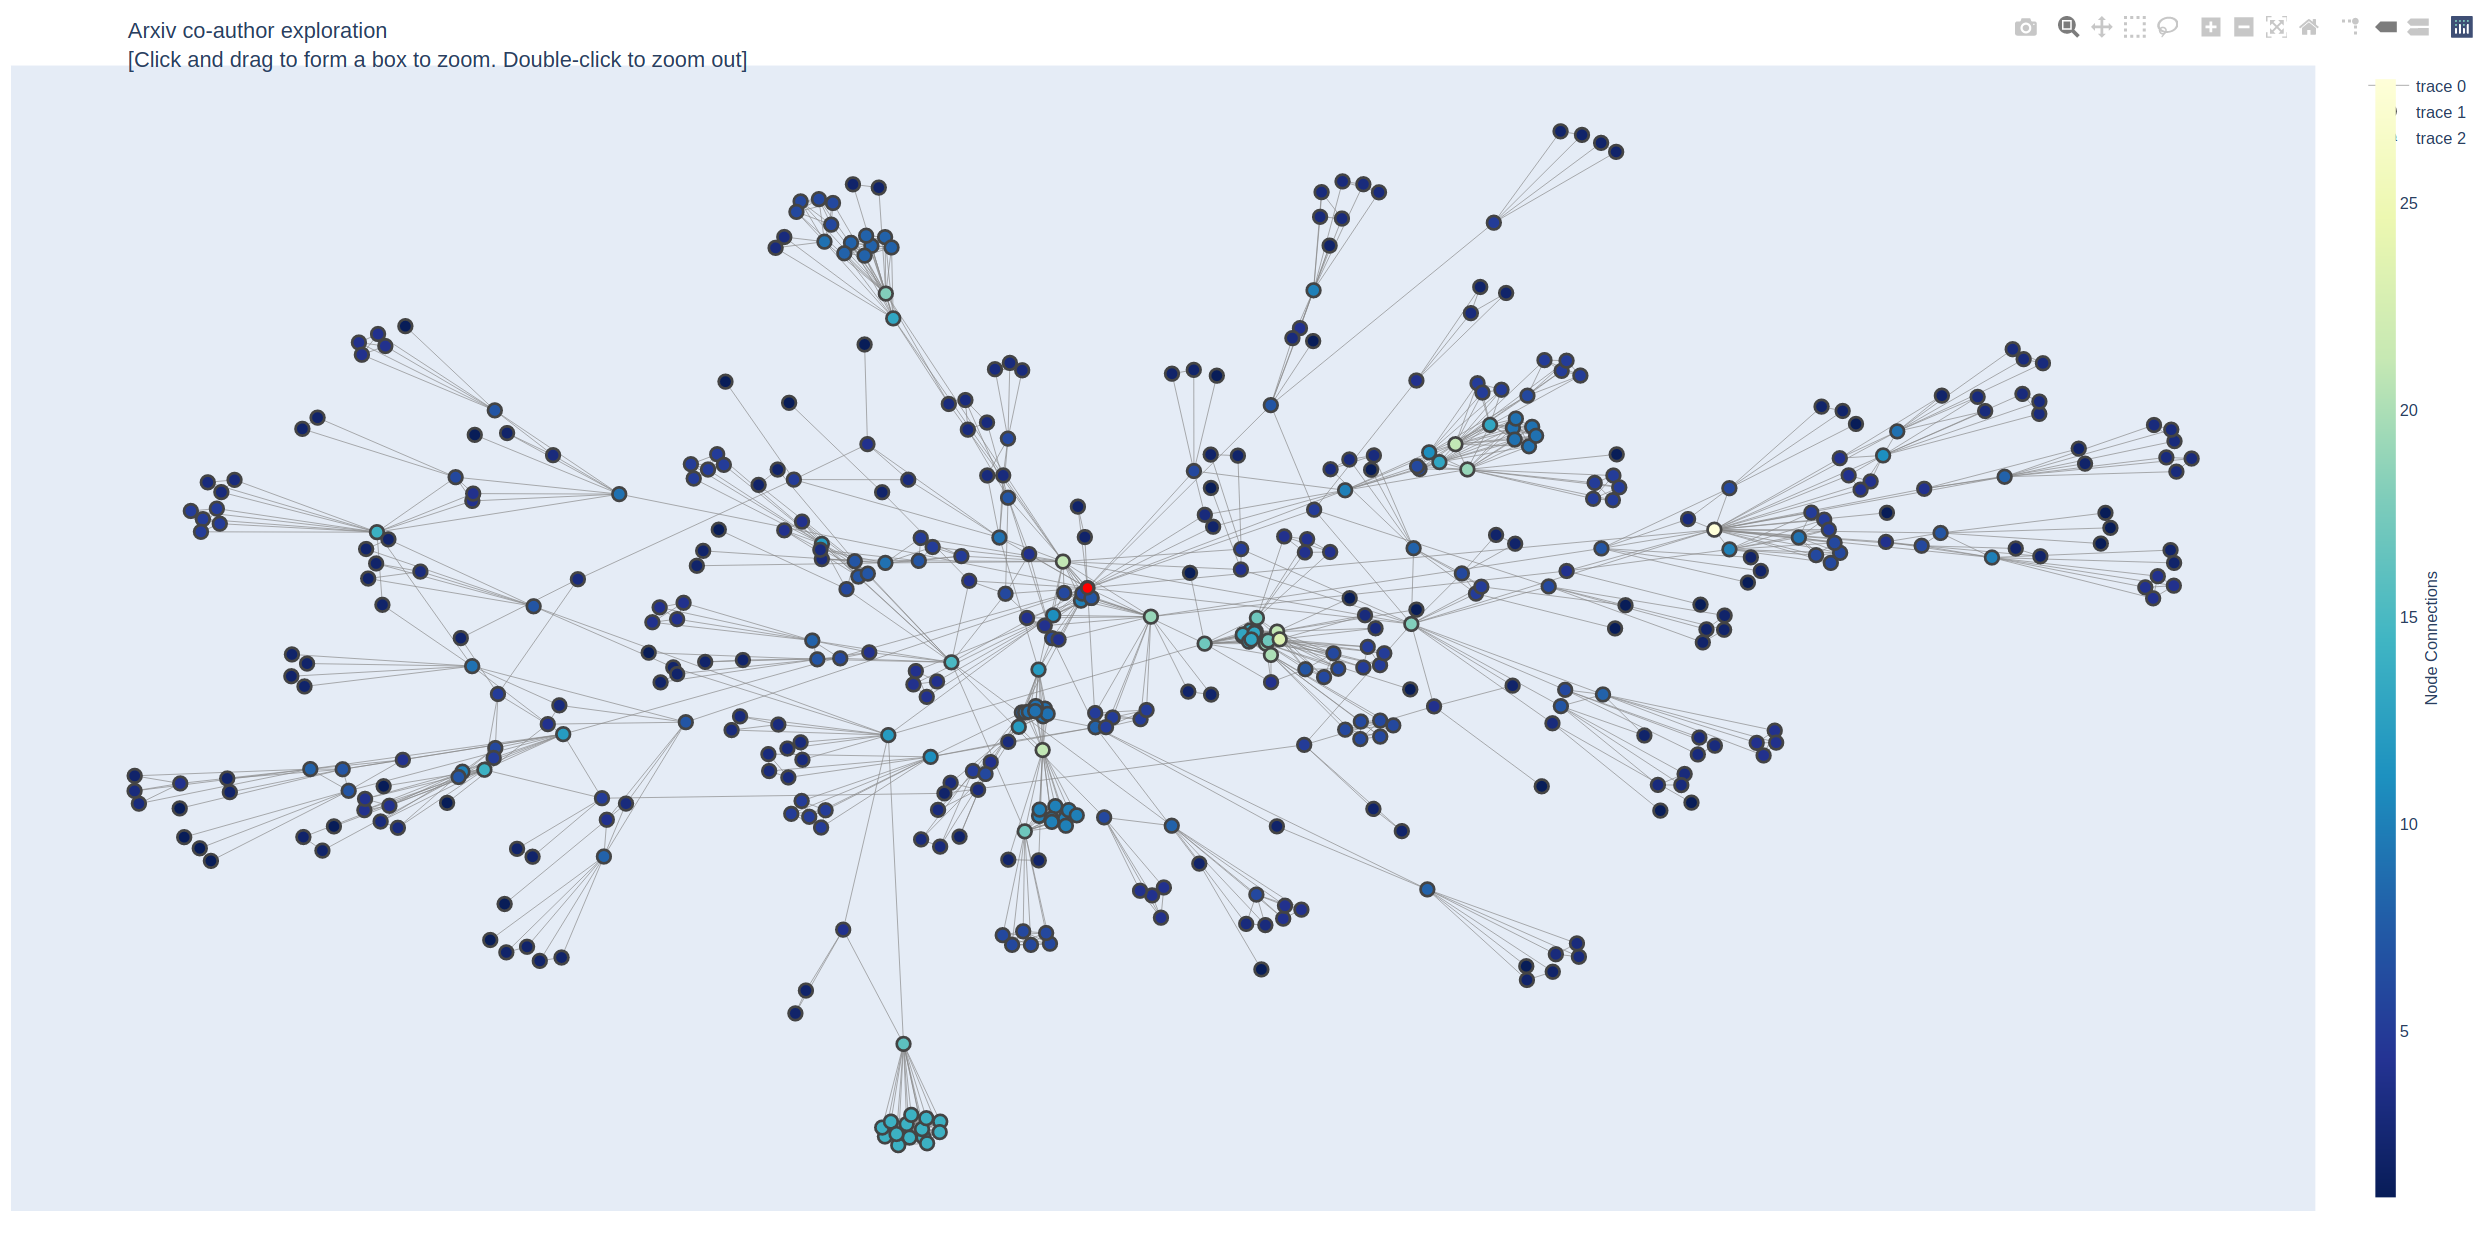 Arxiv co-author exploration
[Click and drag to form a box to zoom. Double-click to zoom out]
trace 0
trace 1
trace 2
25
20
15
10
5
Node Connections